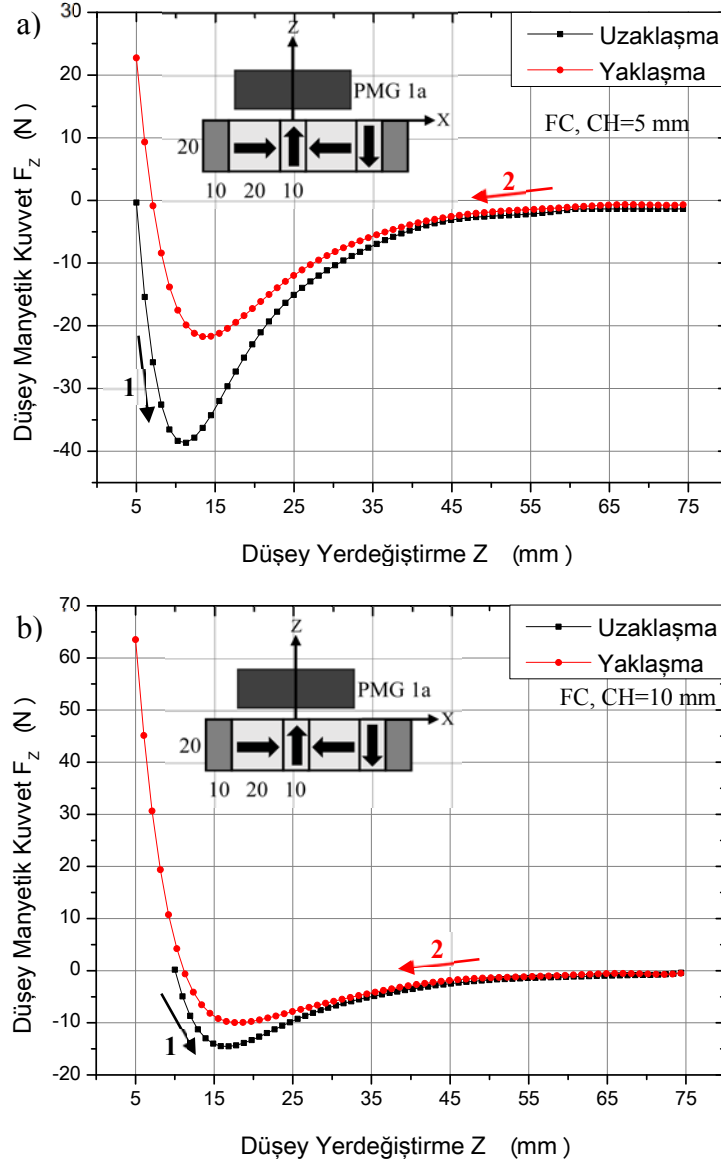 a)
30
20
10
0
-10
-20
-30
-40
Düşey Manyetik Kuvvet F_Z (N)
Uzaklaşma
Yaklaşma
FC, CH=5 mm
Z
PMG 1a
X
20
10 20 10
2
1
5 15 25 35 45 55 65 75
Düşey Yerdeğiştirme Z (mm)
b)
70
60
50
40
30
20
10
0
-10
-20
Düşey Manyetik Kuvvet F_Z (N)
Uzaklaşma
Yaklaşma
FC, CH=10 mm
Z
PMG 1a
X
20
10 20 10
2
1
5 15 25 35 45 55 65 75
Düşey Yerdeğiştirme Z (mm)